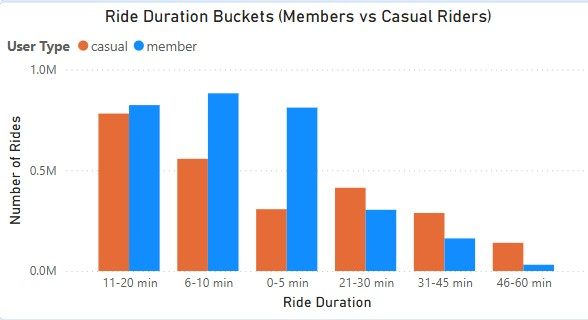 Ride Duration Buckets (Members vs Casual Riders)
User Type casual member
1.0M
0.5M
0.0M
Number of Rides
11-20 min 6-10 min 0-5 min 21-30 min 31-45 min 46-60 min
Ride Duration